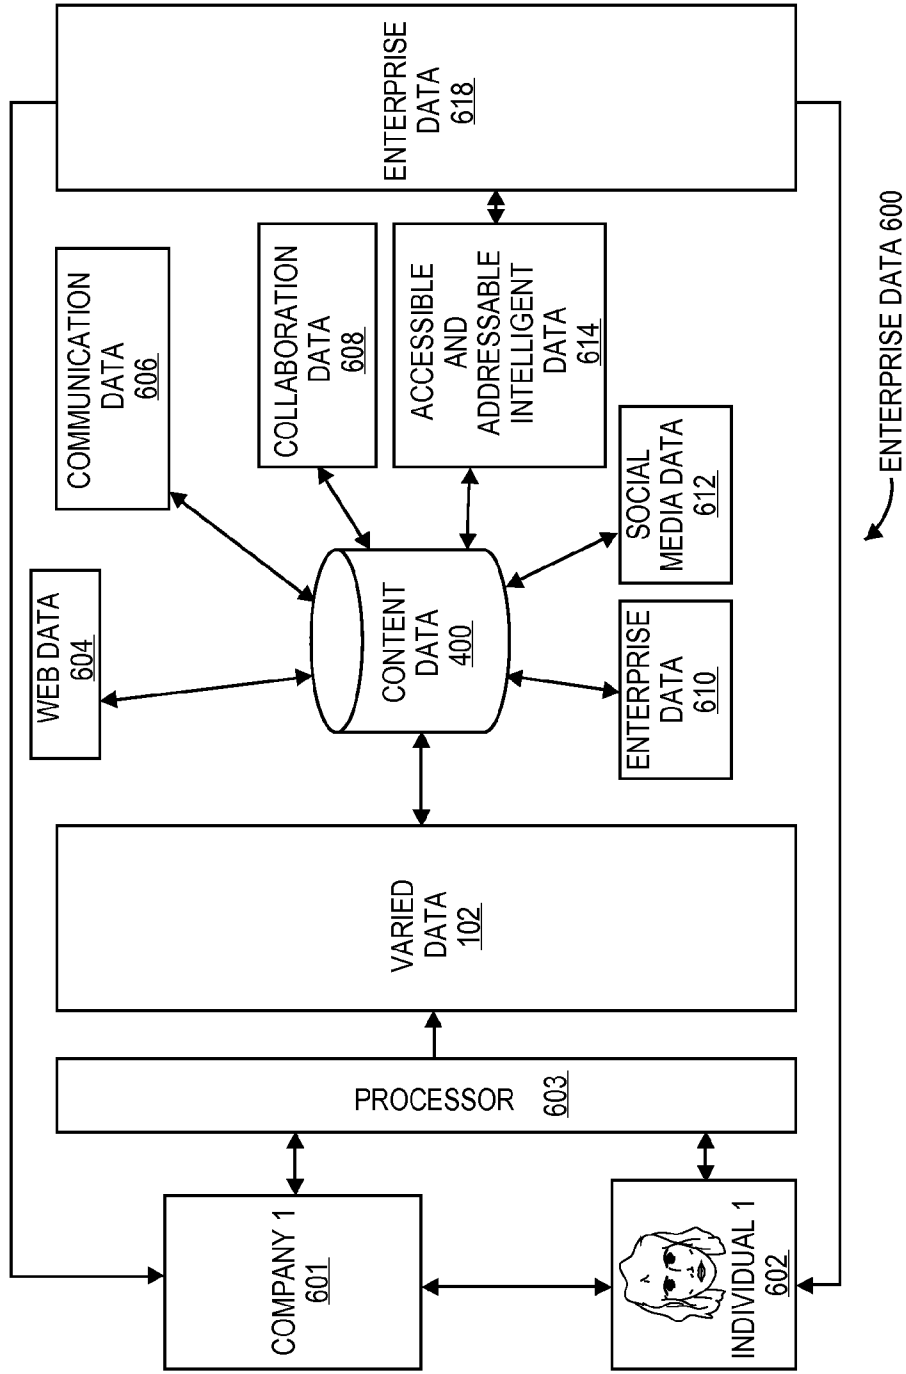 COMPANY 1
601
INDIVIDUAL 1
602
PROCESSOR 603
VARIED
DATA
102
WEB DATA
604
COMMUNICATION
DATA
606
CONTENT
DATA
400
COLLABORATION
DATA
608
ACCESSIBLE
AND
ADDRESSABLE
INTELLIGENT
DATA
614
ENTERPRISE
DATA
610
SOCIAL
MEDIA DATA
612
ENTERPRISE
DATA
618
ENTERPRISE DATA 600